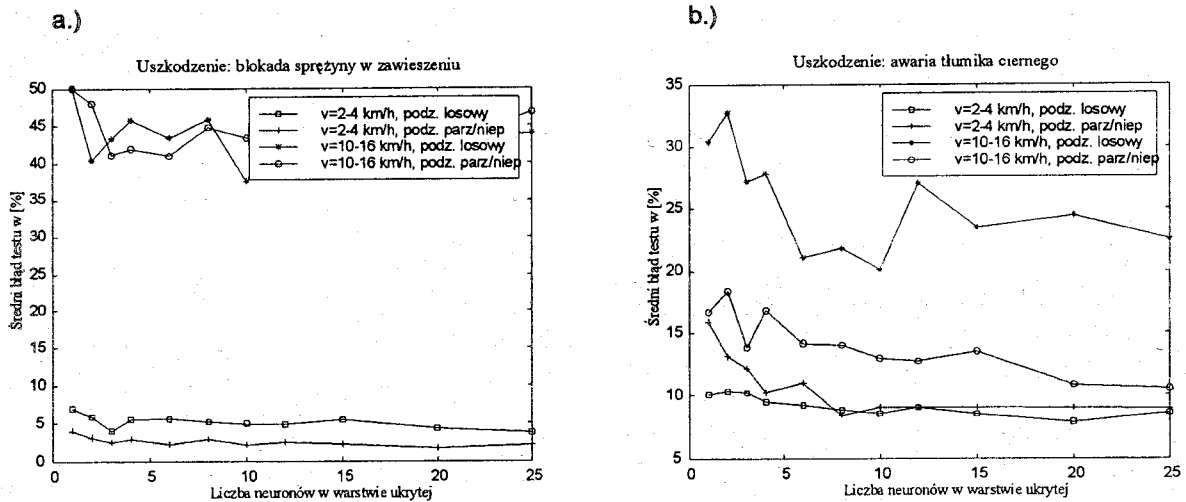 a.)
Uszkodzenie: blokada sprężyny w zawieszeniu
Średni błąd testu w [%]
50
45
40
35
30
25
20
15
10
5
0
v=2-4 km/h, podz. losowy
v=2-4 km/h, podz. parz/niep
v=10-16 km/h, podz. losowy
v=10-16 km/h, podz. parz/niep
0 5 10 15 20 25
Liczba neuronów w warstwie ukrytej
b.)
Uszkodzenie: awaria tłumika ciernego
Średni błąd testu w [%]
35
30
25
20
15
10
5
v=2-4 km/h, podz. losowy
v=2-4 km/h, podz. parz/niep
v=10-16 km/h, podz. losowy
v=10-16 km/h, podz. parz/niep
0 5 10 15 20 25
Liczba neuronów w warstwie ukrytej